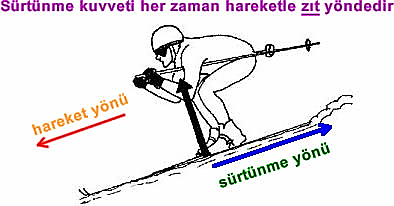 Sürtünme kuvveti her zaman hareketle zıt yöndedir
hareket yönü
sürtünme yönü